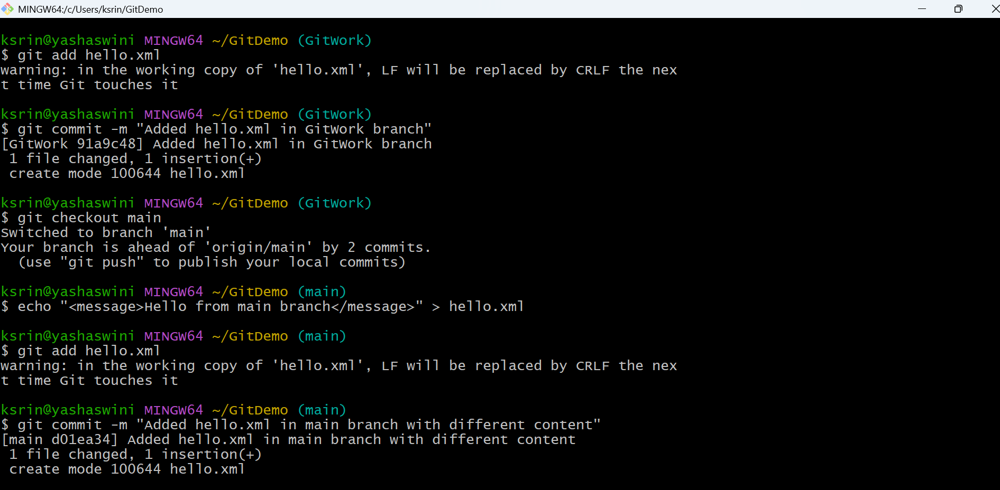 MINGW64:/c/Users/ksrin/GitDemo
ksrin@yashaswini MINGW64 ~/GitDemo (GitWork)
$ git add hello.xml
warning: in the working copy of 'hello.xml', LF will be replaced by CRLF the nex
t time Git touches it
ksrin@yashaswini MINGW64 ~/GitDemo (GitWork)
$ git commit -m "Added hello.xml in GitWork branch"
[GitWork 91a9c48] Added hello.xml in GitWork branch
 1 file changed, 1 insertion(+)
 create mode 100644 hello.xml
ksrin@yashaswini MINGW64 ~/GitDemo (GitWork)
$ git checkout main
Switched to branch 'main'
Your branch is ahead of 'origin/main' by 2 commits.
  (use "git push" to publish your local commits)
ksrin@yashaswini MINGW64 ~/GitDemo (main)
$ echo "<message>Hello from main branch</message>" > hello.xml
ksrin@yashaswini MINGW64 ~/GitDemo (main)
$ git add hello.xml
warning: in the working copy of 'hello.xml', LF will be replaced by CRLF the nex
t time Git touches it
ksrin@yashaswini MINGW64 ~/GitDemo (main)
$ git commit -m "Added hello.xml in main branch with different content"
[main d01ea34] Added hello.xml in main branch with different content
 1 file changed, 1 insertion(+)
 create mode 100644 hello.xml